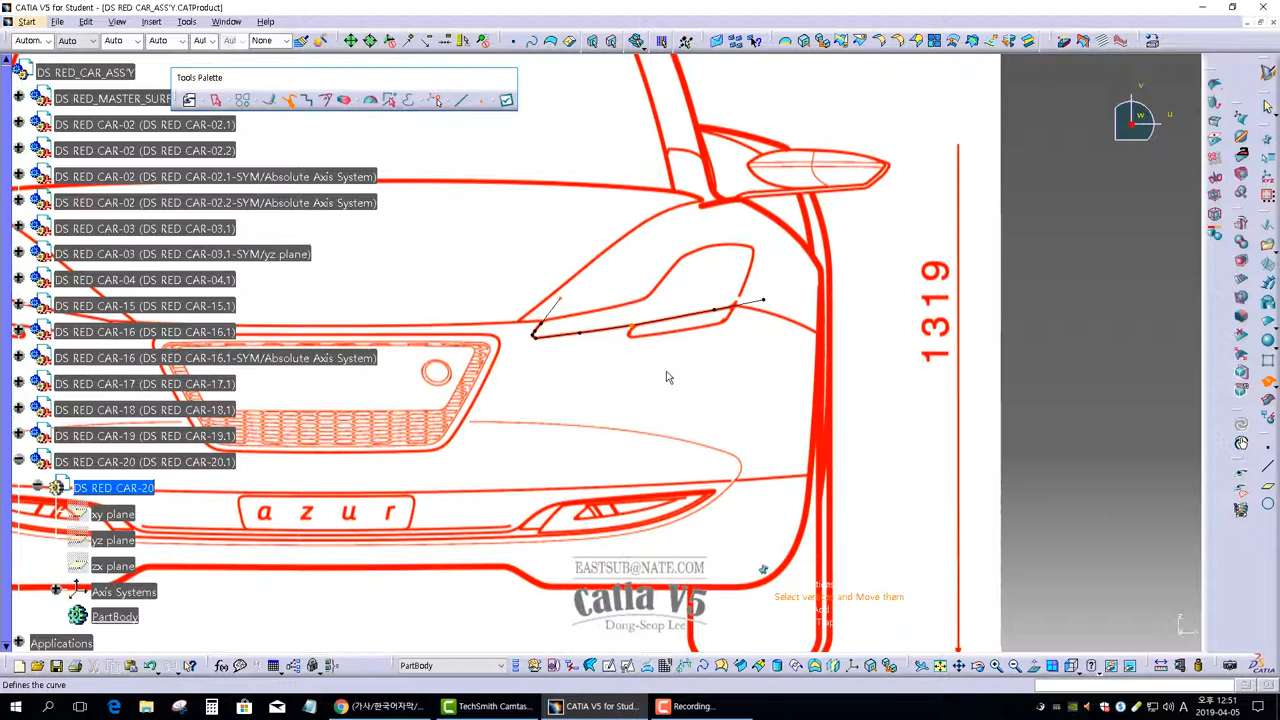 CATIA V5 for Student - [DS RED CAR_ASS'Y.CATProduct]
Start File Edit View Insert Tools Window Help
Autom. Auto Auto Auto Aut Aut None
Tools Palette
DS RED_CAR_ASS'Y
DS RED_MASTER_SURF
DS RED CAR-02 (DS RED CAR-02.1)
DS RED CAR-02 (DS RED CAR-02.2)
DS RED CAR-02 (DS RED CAR-02.1-SYM/Absolute Axis System)
DS RED CAR-02 (DS RED CAR-02.2-SYM/Absolute Axis System)
DS RED CAR-03 (DS RED CAR-03.1)
DS RED CAR-03 (DS RED CAR-03.1-SYM/yz plane)
DS RED CAR-04 (DS RED CAR-04.1)
DS RED CAR-15 (DS RED CAR-15.1)
DS RED CAR-16 (DS RED CAR-16.1)
DS RED CAR-16 (DS RED CAR-16.1-SYM/Absolute Axis System)
DS RED CAR-17 (DS RED CAR-17.1)
DS RED CAR-18 (DS RED CAR-18.1)
DS RED CAR-19 (DS RED CAR-19.1)
DS RED CAR-20 (DS RED CAR-20.1)
DS RED CAR-20
xy plane
yz plane
zx plane
Axis Systems
PartBody
Applications
v
w u
1319
azur
EASTSUB@NATE.COM
Catia V5
Dong-Seop Lee
Select vertices and Move them
z
PartBody
CATIA
Defines the curve
(가사/한국어자막/...
TechSmith Camtas...
CATIA V5 for Stud...
Recording...
A
오후 12:51
2019-04-05